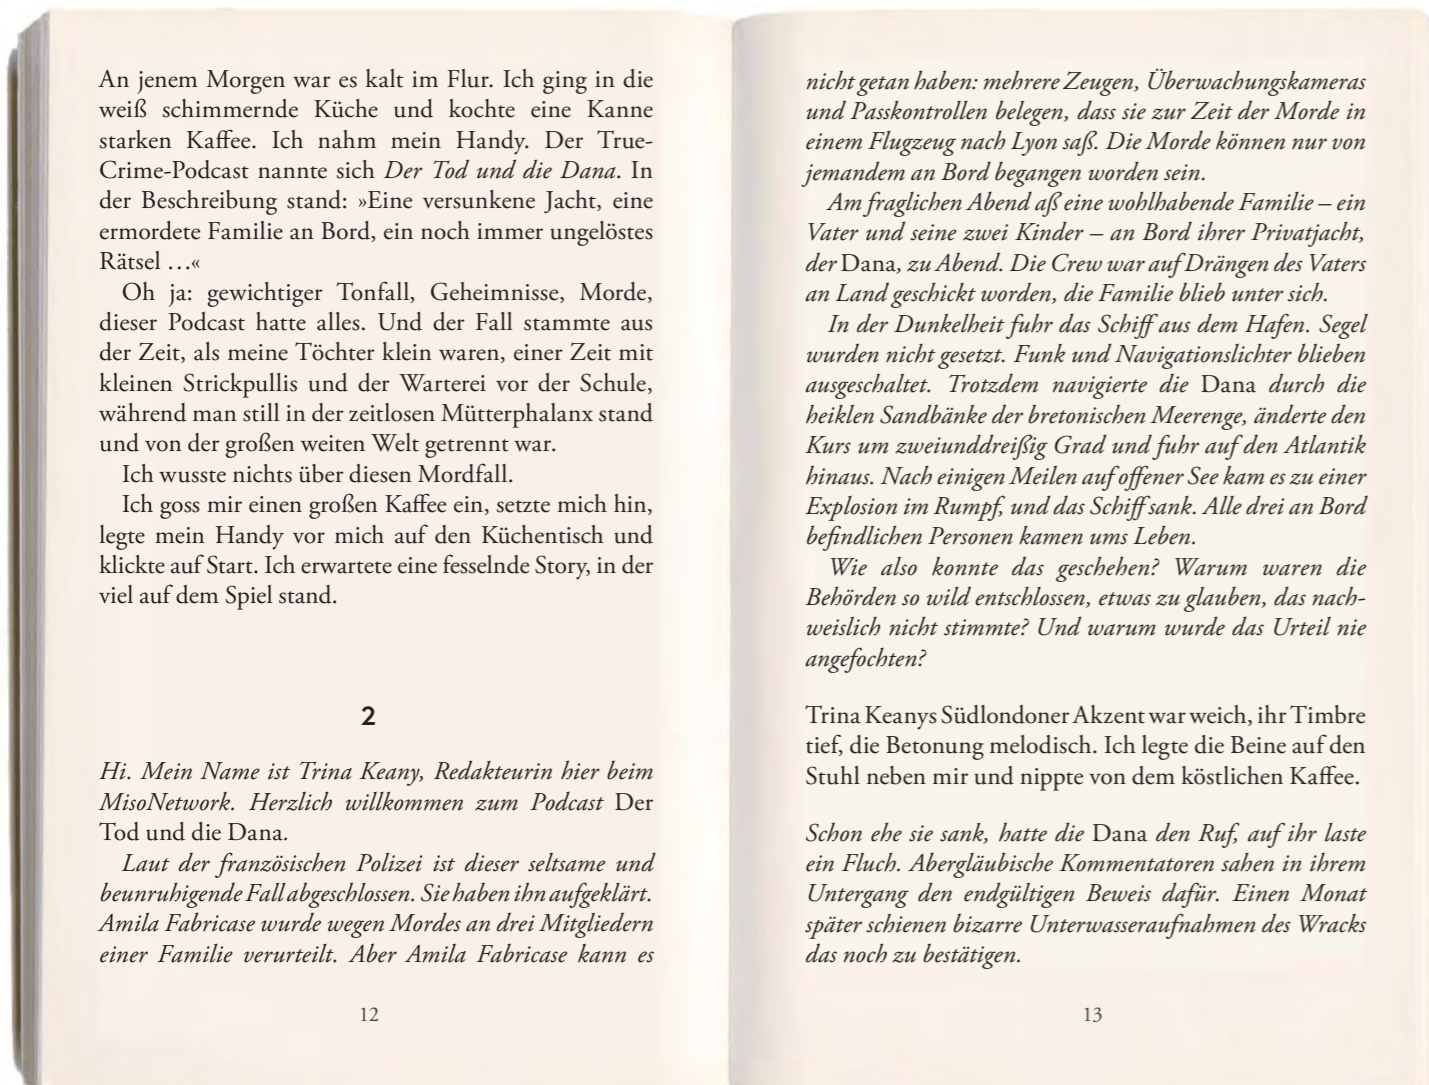 An jenem Morgen war es kalt im Flur. Ich ging in die
weiß schimmernde Küche und kochte eine Kanne
starken Kaffee. Ich nahm mein Handy. Der True-
Crime-Podcast nannte sich Der Tod und die Dana. In
der Beschreibung stand: »Eine versunkene Jacht, eine
ermordete Familie an Bord, ein noch immer ungelöstes
Rätsel …«
Oh ja: gewichtiger Tonfall, Geheimnisse, Morde,
dieser Podcast hatte alles. Und der Fall stammte aus
der Zeit, als meine Töchter klein waren, einer Zeit mit
kleinen Strickpullis und der Warterei vor der Schule,
während man still in der zeitlosen Mütterphalanx stand
und von der großen weiten Welt getrennt war.
Ich wusste nichts über diesen Mordfall.
Ich goss mir einen großen Kaffee ein, setzte mich hin,
legte mein Handy vor mich auf den Küchentisch und
klickte auf Start. Ich erwartete eine fesselnde Story, in der
viel auf dem Spiel stand.
2
Hi. Mein Name ist Trina Keany, Redakteurin hier beim
MisoNetwork. Herzlich willkommen zum Podcast Der
Tod und die Dana.
Laut der französischen Polizei ist dieser seltsame und
beunruhigende Fall abgeschlossen. Sie haben ihn aufgeklärt.
Amila Fabricase wurde wegen Mordes an drei Mitgliedern
einer Familie verurteilt. Aber Amila Fabricase kann es
12
nicht getan haben: mehrere Zeugen, Überwachungskameras
und Passkontrollen belegen, dass sie zur Zeit der Morde in
einem Flugzeug nach Lyon saß. Die Morde können nur von
jemandem an Bord begangen worden sein.
Am fraglichen Abend aß eine wohlhabende Familie – ein
Vater und seine zwei Kinder – an Bord ihrer Privatjacht,
der Dana, zu Abend. Die Crew war auf Drängen des Vaters
an Land geschickt worden, die Familie blieb unter sich.
In der Dunkelheit fuhr das Schiff aus dem Hafen. Segel
wurden nicht gesetzt. Funk und Navigationslichter blieben
ausgeschaltet. Trotzdem navigierte die Dana durch die
heiklen Sandbänke der bretonischen Meerenge, änderte den
Kurs um zweiunddreißig Grad und fuhr auf den Atlantik
hinaus. Nach einigen Meilen auf offener See kam es zu einer
Explosion im Rumpf, und das Schiff sank. Alle drei an Bord
befindlichen Personen kamen ums Leben.
Wie also konnte das geschehen? Warum waren die
Behörden so wild entschlossen, etwas zu glauben, das nach-
weislich nicht stimmte? Und warum wurde das Urteil nie
angefochten?
Trina Keanys Südlondoner Akzent war weich, ihr Timbre
tief, die Betonung melodisch. Ich legte die Beine auf den
Stuhl neben mir und nippte von dem köstlichen Kaffee.
Schon ehe sie sank, hatte die Dana den Ruf, auf ihr laste
ein Fluch. Abergläubische Kommentatoren sahen in ihrem
Untergang den endgültigen Beweis dafür. Einen Monat
später schienen bizarre Unterwasseraufnahmen des Wracks
das noch zu bestätigen.
13